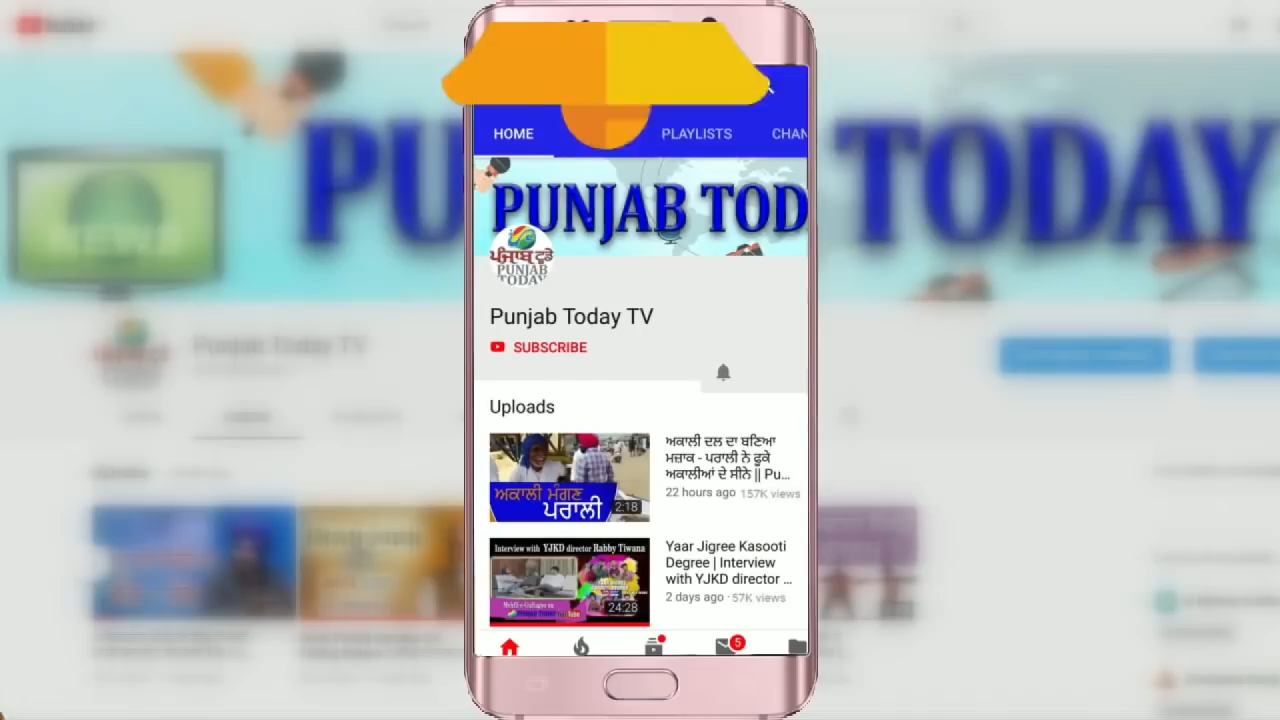 PU
TODAY
HOME
PLAYLISTS
CHAN
PUNJAB TOD
ਪੰਜਾਬ ਟੂਡੇ
PUNJAB
TODAY
Punjab Today TV
SUBSCRIBE
Uploads
ਅਕਾਲੀ ਮੰਗਣ
ਪਰਾਲੀ
2:18
ਅਕਾਲੀ ਦਲ ਦਾ ਬਣਿਆ
ਮਜ਼ਾਕ - ਪਰਾਲੀ ਨੇ ਫੂਕੇ
ਅਕਾਲੀਆਂ ਦੇ ਸੀਨੇ || Pu...
22 hours ago 157K views
Interview with YJKD director Rabby Tiwana
24:28
Yaar Jigree Kasooti
Degree | Interview
with YJKD director ...
2 days ago · 57K views
5